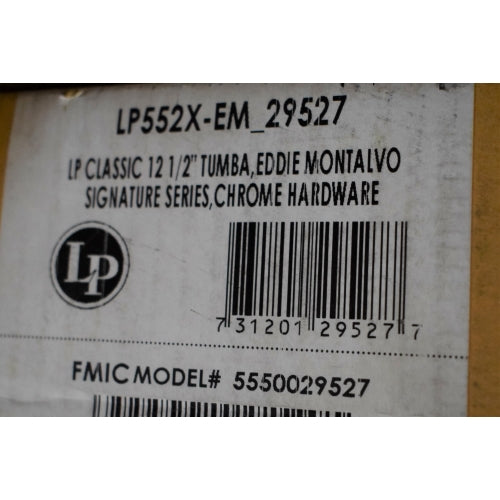 LP552X-EM_29527
LP CLASSIC 12 1/2" TUMBA,EDDIE MONTALVO
SIGNATURE SERIES,CHROME HARDWARE
LP
7 31201 29527 7
FMIC MODEL# 5550029527